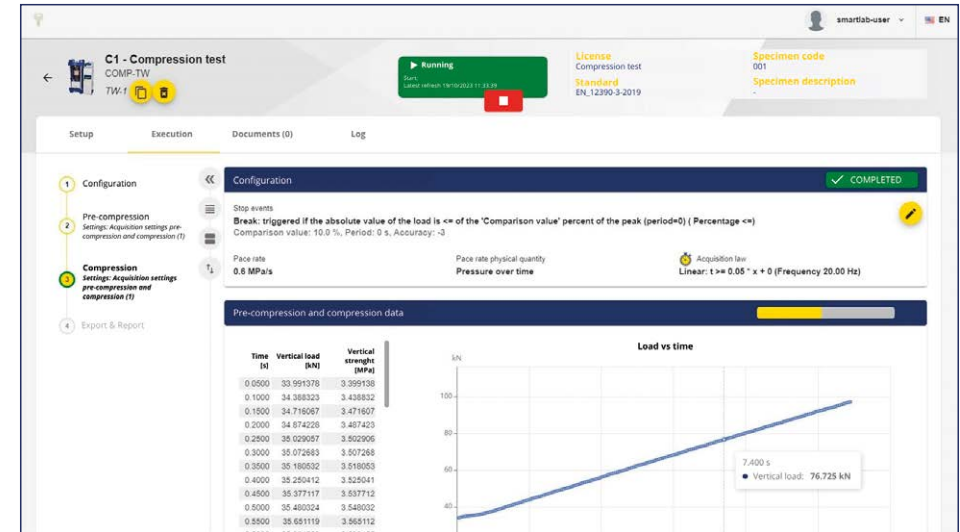 smartlab-user
EN
C1 - Compression test
COMP-TW
TW-1
Running
Start:
Latest refresh 19/10/2023 11:33:39
License
Compression test
Standard
EN_12390-3-2019
Specimen code
001
Specimen description
-
Setup
Execution
Documents (0)
Log
1 Configuration
2 Pre-compression
Settings: Acquisition settings pre-
compression and compression (1)
3 Compression
Settings: Acquisition settings
pre-compression and
compression (1)
4 Export & Report
Configuration
COMPLETED
Stop events
Break: triggered if the absolute value of the load is <= of the 'Comparison value' percent of the peak (period=0) ( Percentage <=)
Comparison value: 10.0 %, Period: 0 s, Accuracy: -3
Pace rate
0.6 MPa/s
Pace rate physical quantity
Pressure over time
Acquisition law
Linear: t >= 0.05 * x + 0 (Frequency 20.00 Hz)
Pre-compression and compression data
Time
[s]
Vertical load
[kN]
Vertical
strenght
[MPa]
0.0500 33.991378 3.399138
0.1000 34.388323 3.438832
0.1500 34.716067 3.471607
0.2000 34.874228 3.487423
0.2500 35.029057 3.502906
0.3000 35.072683 3.507268
0.3500 35.180532 3.518053
0.4000 35.250412 3.525041
0.4500 35.377117 3.537712
0.5000 35.480324 3.548032
0.5500 35.651119 3.565112
Load vs time
kN
100
80
60
40
7.400 s
Vertical load: 76.725 kN